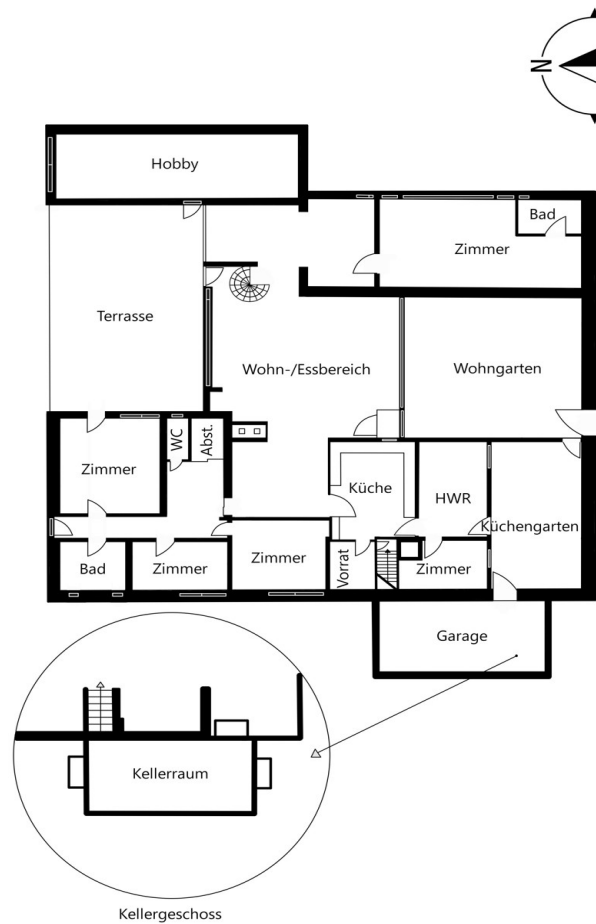 N
Hobby
Bad
Zimmer
Terrasse
Wohn-/Essbereich
Wohngarten
WC
Abst.
Zimmer
Küche
HWR
Küchengarten
Bad
Zimmer
Zimmer
Vorrat
Zimmer
Garage
Kellerraum
Kellergeschoss